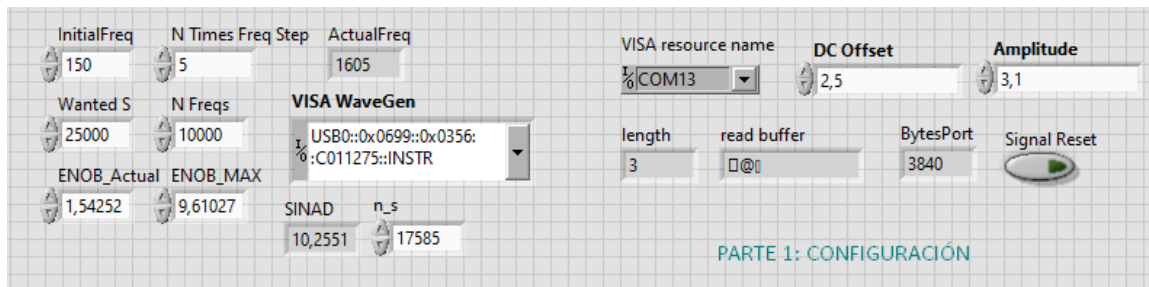 InitialFreq N Times Freq Step ActualFreq
150 5 1605
Wanted S N Freqs VISA WaveGen
25000 10000 USB0::0x0699::0x0356:
:C011275::INSTR
ENOB_Actual ENOB_MAX
1,54252 9,61027
SINAD n_s
10,2551 17585
VISA resource name DC Offset Amplitude
COM13 2,5 3,1
length read buffer BytesPort Signal Reset
3 □@▯ 3840
PARTE 1: CONFIGURACIÓN